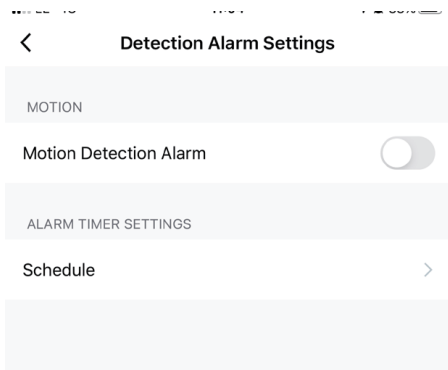 Detection Alarm Settings
MOTION
Motion Detection Alarm
ALARM TIMER SETTINGS
Schedule